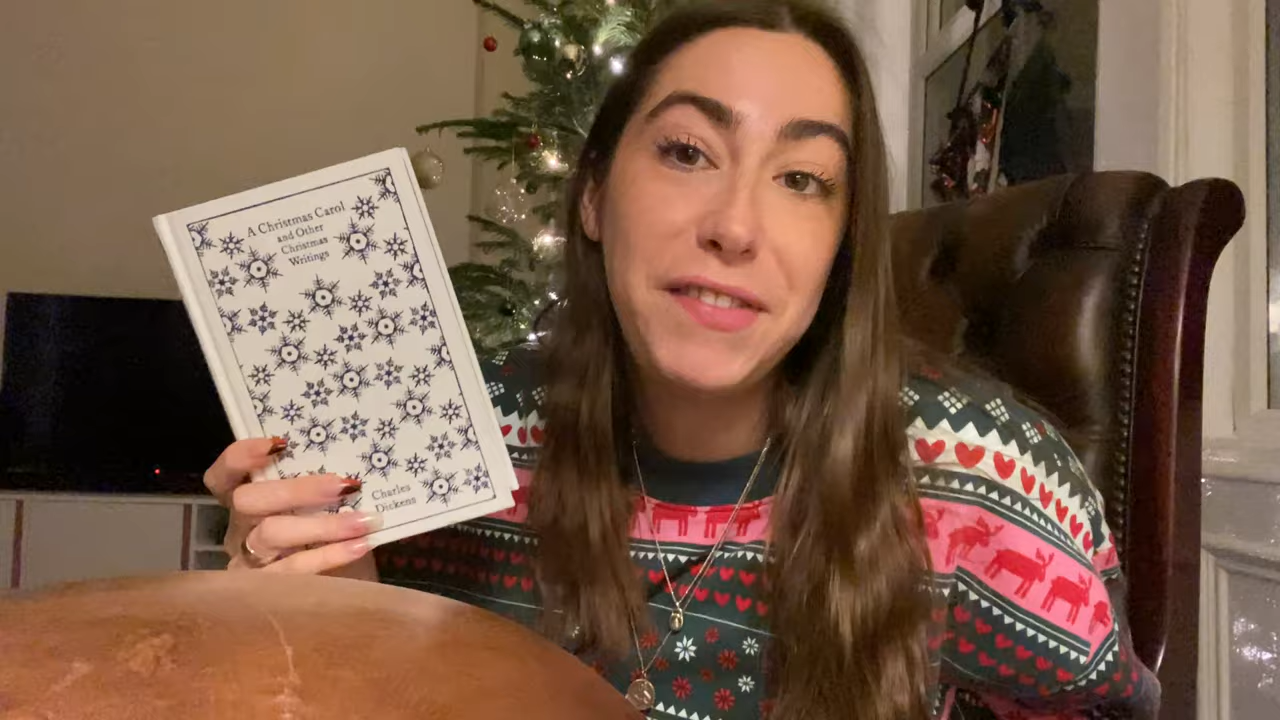 A Christmas Carol
and Other
Christmas
Writings
Charles
Dickens